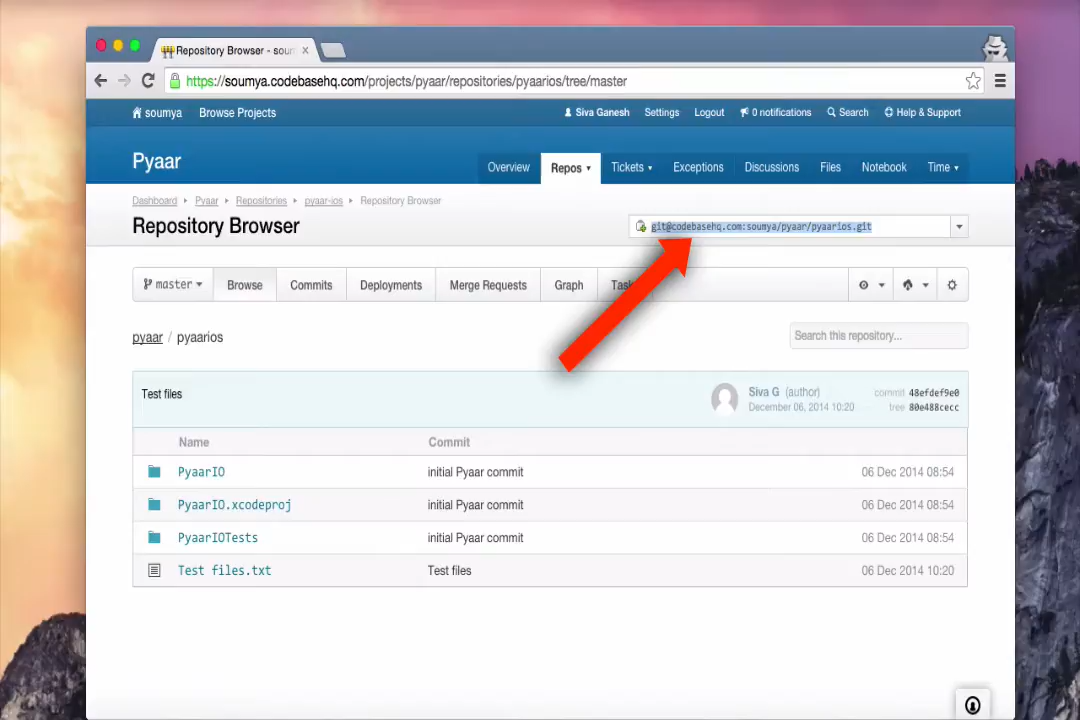 Repository Browser - soum
https://soumya.codebasehq.com/projects/pyaar/repositories/pyaarios/tree/master
soumya Browse Projects Siva Ganesh Settings Logout 0 notifications Search Help & Support
Pyaar Overview Repos Tickets Exceptions Discussions Files Notebook Time
Dashboard Pyaar Repositories pyaar-ios Repository Browser
Repository Browser git@codebasehq.com:soumya/pyaar/pyaarios.git
master Browse Commits Deployments Merge Requests Graph
pyaar / pyaarios Search this repository...
Test files Siva G (author) commit 48efdef9e0
December 06, 2014 10:20 tree 80e488cecc
Name Commit
PyaarIO initial Pyaar commit 06 Dec 2014 08:54
PyaarIO.xcodeproj initial Pyaar commit 06 Dec 2014 08:54
PyaarIOTests initial Pyaar commit 06 Dec 2014 08:54
Test files.txt Test files 06 Dec 2014 10:20